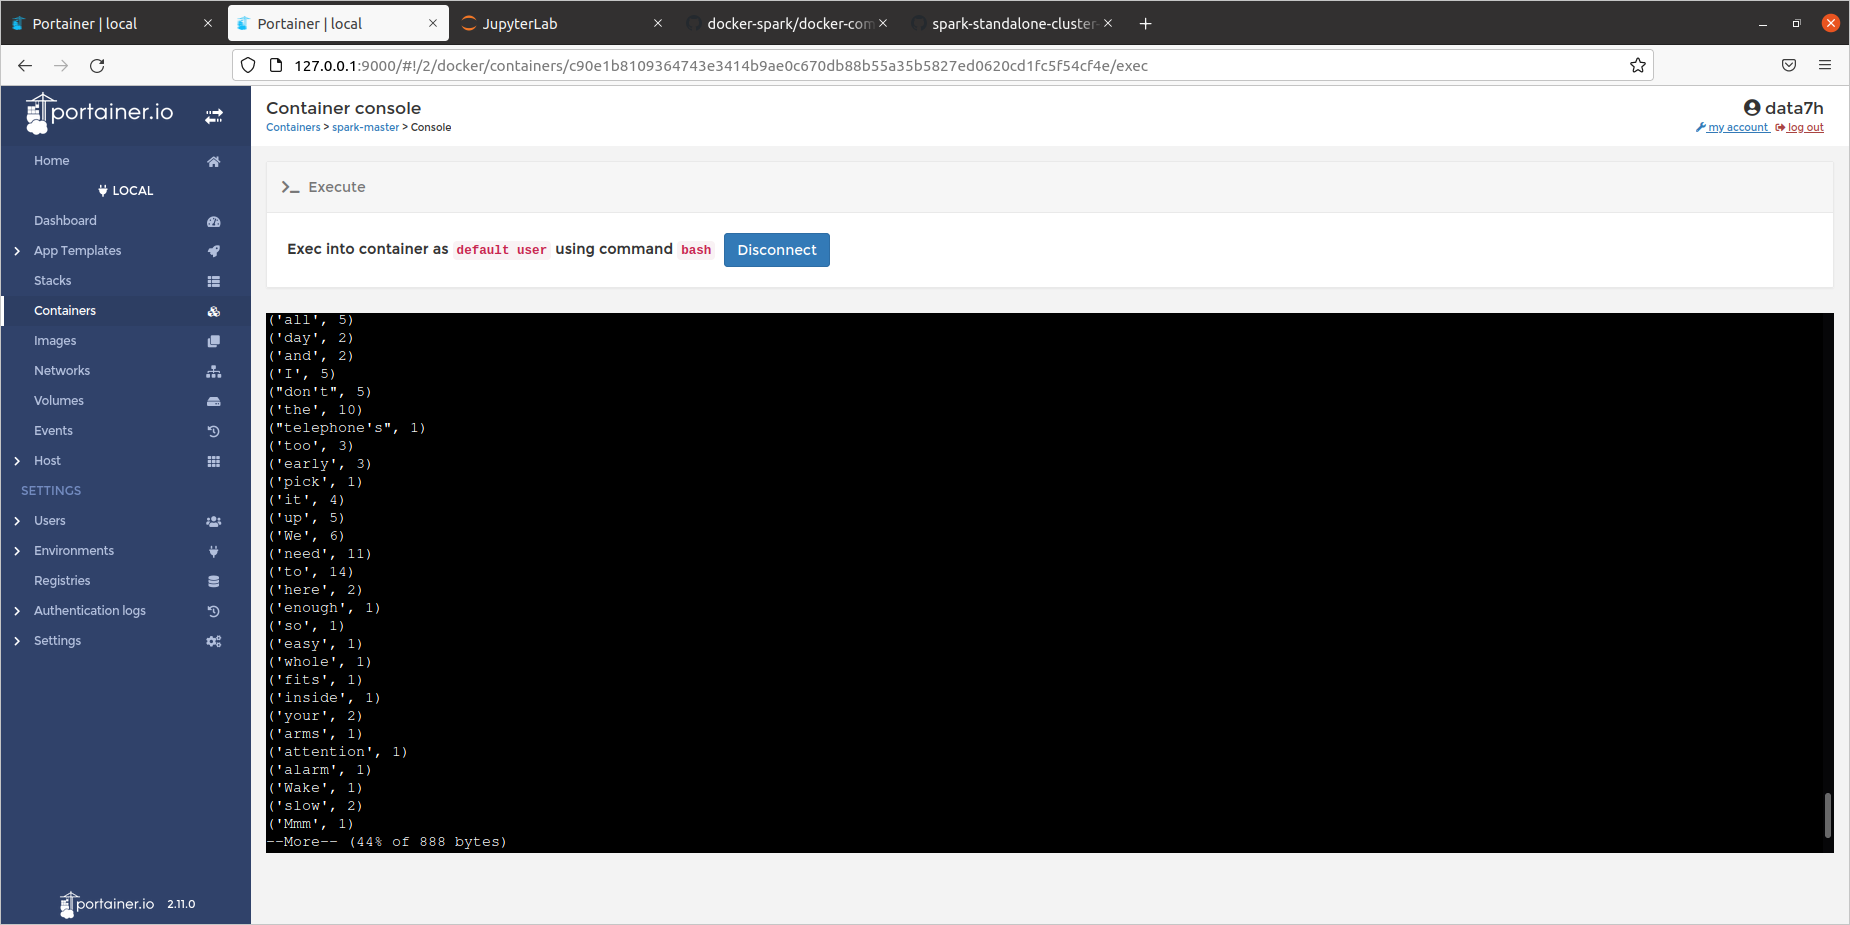 Portainer | local
Portainer | local
JupyterLab
docker-spark/docker-com
spark-standalone-cluster-
127.0.0.1:9000/#!/2/docker/containers/c90e1b8109364743e3414b9ae0c670db88b55a35b5827ed0620cd1fc5f54cf4e/exec
portainer.io
Home
LOCAL
Dashboard
App Templates
Stacks
Containers
Images
Networks
Volumes
Events
Host
SETTINGS
Users
Environments
Registries
Authentication logs
Settings
portainer.io 2.11.0
Container console
Containers > spark-master > Console
data7h
my account log out
>_ Execute
Exec into container as default user using command bash Disconnect
('all', 5)
('day', 2)
('and', 2)
('I', 5)
("don't", 5)
('the', 10)
("telephone's", 1)
('too', 3)
('early', 3)
('pick', 1)
('it', 4)
('up', 5)
('We', 6)
('need', 11)
('to', 14)
('here', 2)
('enough', 1)
('so', 1)
('easy', 1)
('whole', 1)
('fits', 1)
('inside', 1)
('your', 2)
('arms', 1)
('attention', 1)
('alarm', 1)
('Wake', 1)
('slow', 2)
('Mmm', 1)
--More-- (44% of 888 bytes)